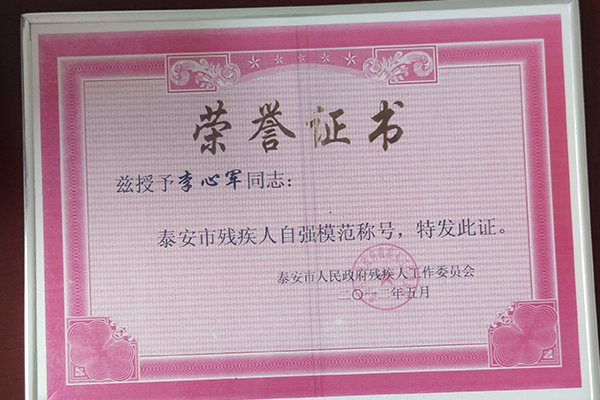 荣誉证书
兹授予李心军同志：
泰安市残疾人自强模范称号，特发此证。
泰安市人民政府残疾人工作委员会
二〇一二年五月